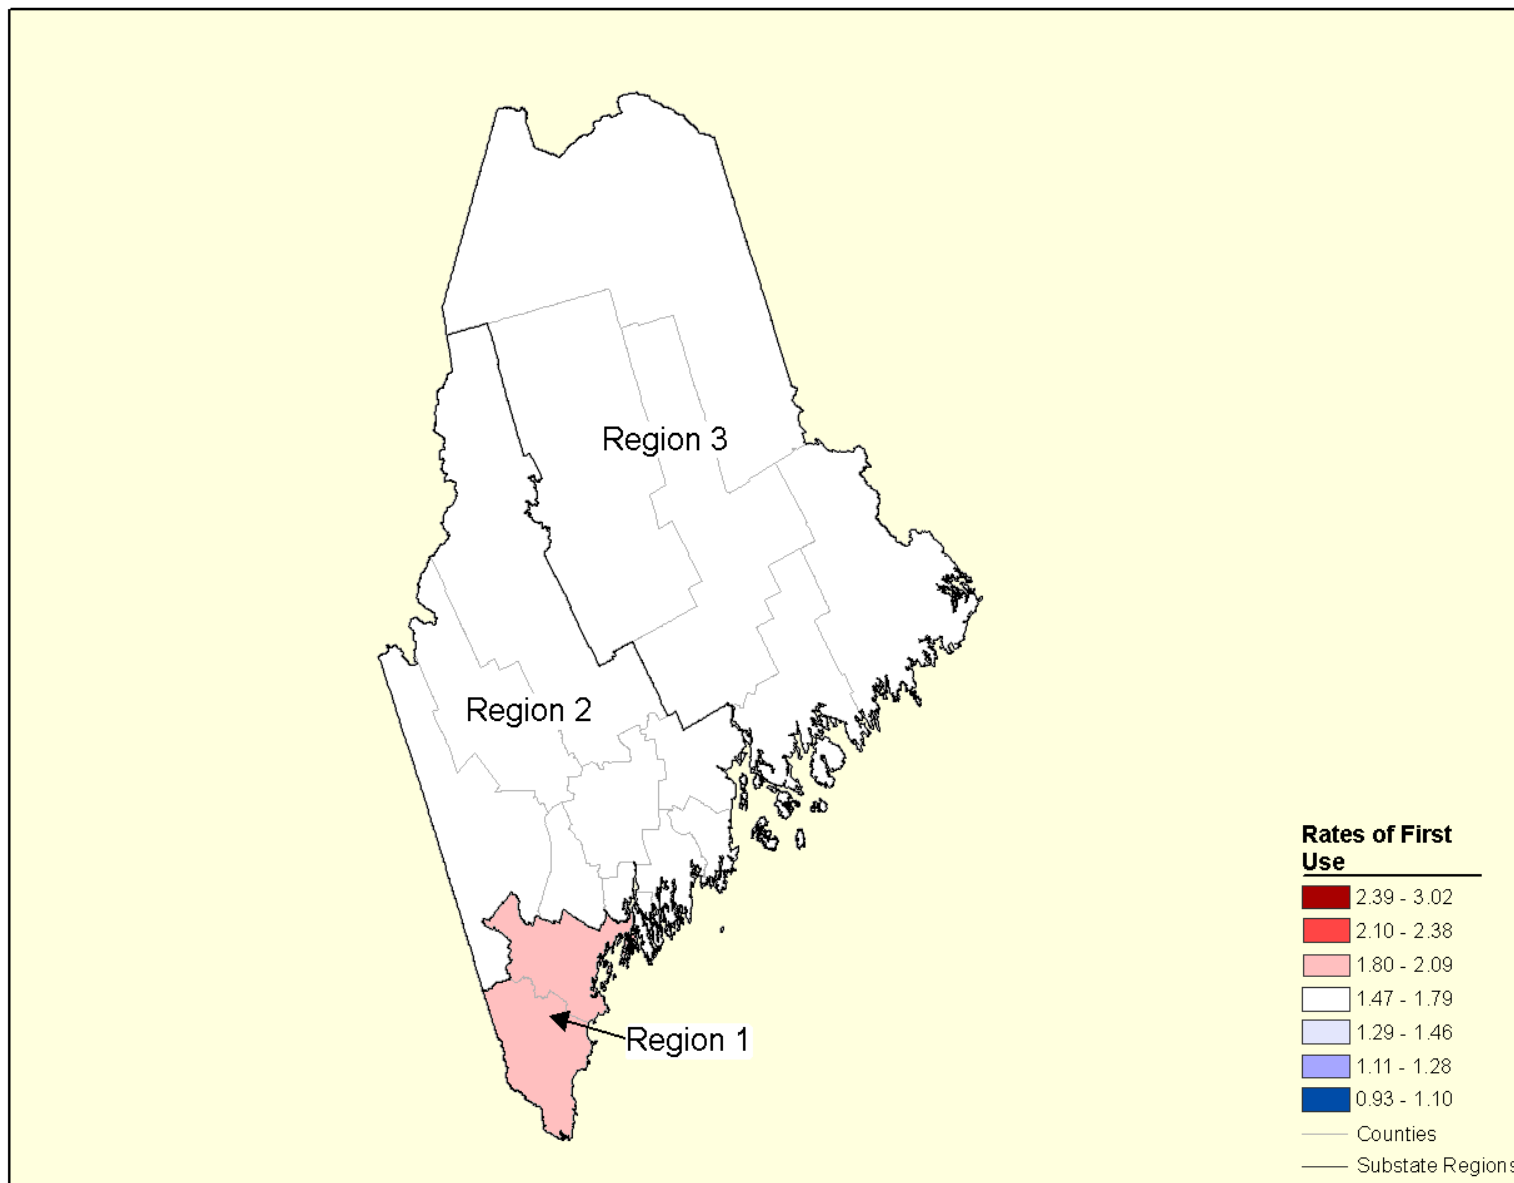 Region 3
Region 2
Region 1
Rates of First
Use
2.39 - 3.02
2.10 - 2.38
1.80 - 2.09
1.47 - 1.79
1.29 - 1.46
1.11 - 1.28
0.93 - 1.10
Counties
Substate Regions